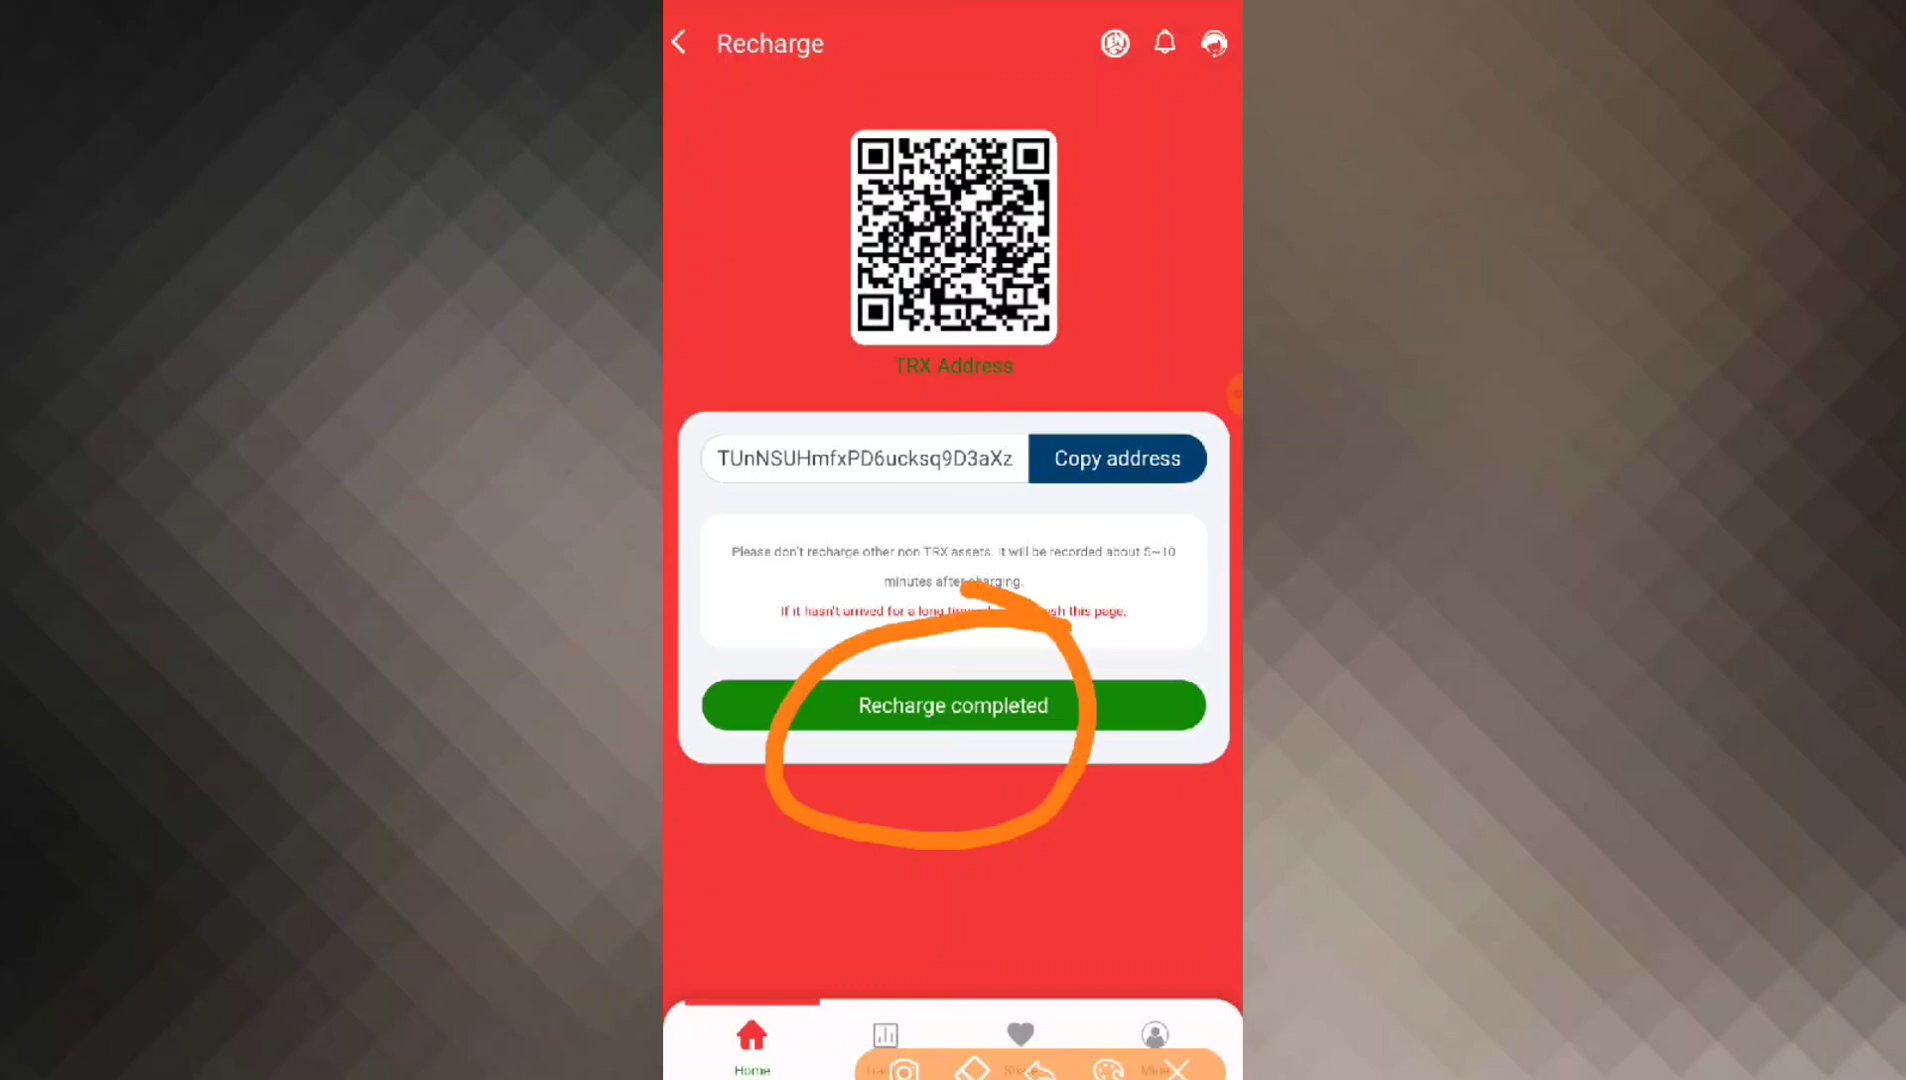 Recharge
EN
TRX Address
TUnNSUHmfxPD6ucksq9D3aXz
Copy address
Please don't recharge other non TRX assets. It will be recorded about 5~10
minutes after charging.
If it hasn't arrived for a long this page.
Recharge completed
Home